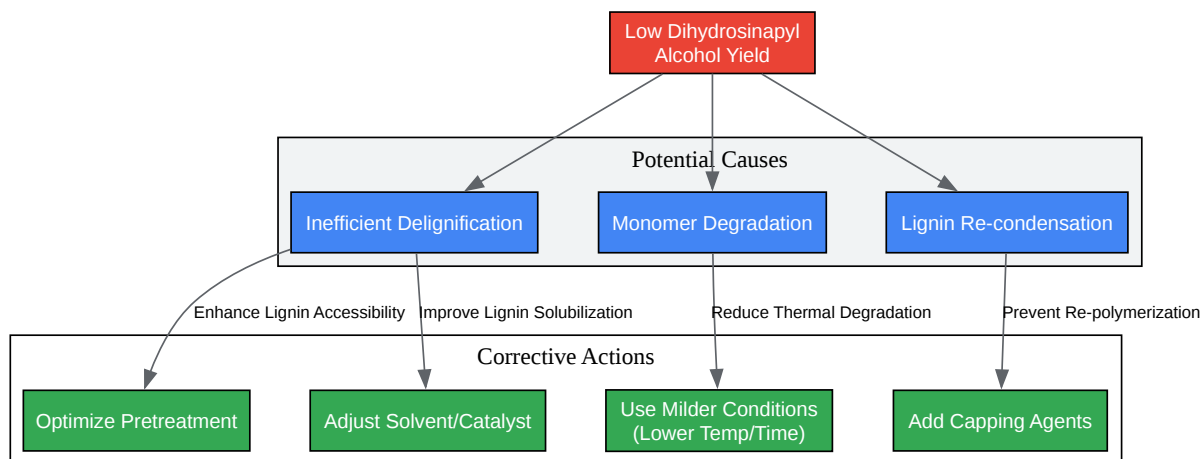 Low Dihydrosinapyl
Alcohol Yield
Potential Causes
Inefficient Delignification
Monomer Degradation
Lignin Re-condensation
Enhance Lignin Accessibility
Improve Lignin Solubilization
Reduce Thermal Degradation
Prevent Re-polymerization
Corrective Actions
Optimize Pretreatment
Adjust Solvent/Catalyst
Use Milder Conditions
(Lower Temp/Time)
Add Capping Agents